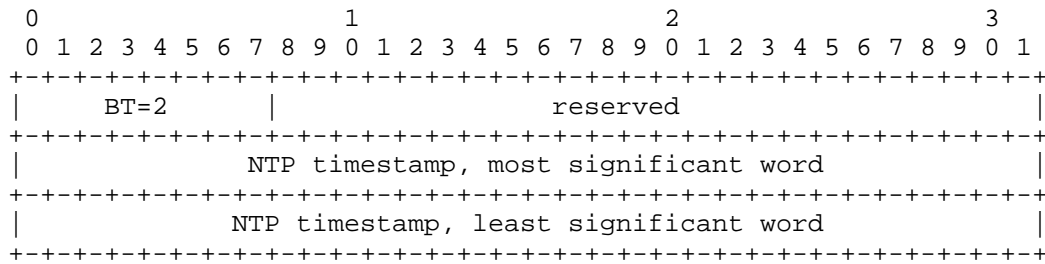 0                   1                   2                   3
 0 1 2 3 4 5 6 7 8 9 0 1 2 3 4 5 6 7 8 9 0 1 2 3 4 5 6 7 8 9 0 1
+-+-+-+-+-+-+-+-+-+-+-+-+-+-+-+-+-+-+-+-+-+-+-+-+-+-+-+-+-+-+-+-+
|     BT=2      |                 reserved                      |
+-+-+-+-+-+-+-+-+-+-+-+-+-+-+-+-+-+-+-+-+-+-+-+-+-+-+-+-+-+-+-+-+
|              NTP timestamp, most significant word             |
+-+-+-+-+-+-+-+-+-+-+-+-+-+-+-+-+-+-+-+-+-+-+-+-+-+-+-+-+-+-+-+-+
|             NTP timestamp, least significant word             |
+-+-+-+-+-+-+-+-+-+-+-+-+-+-+-+-+-+-+-+-+-+-+-+-+-+-+-+-+-+-+-+-+